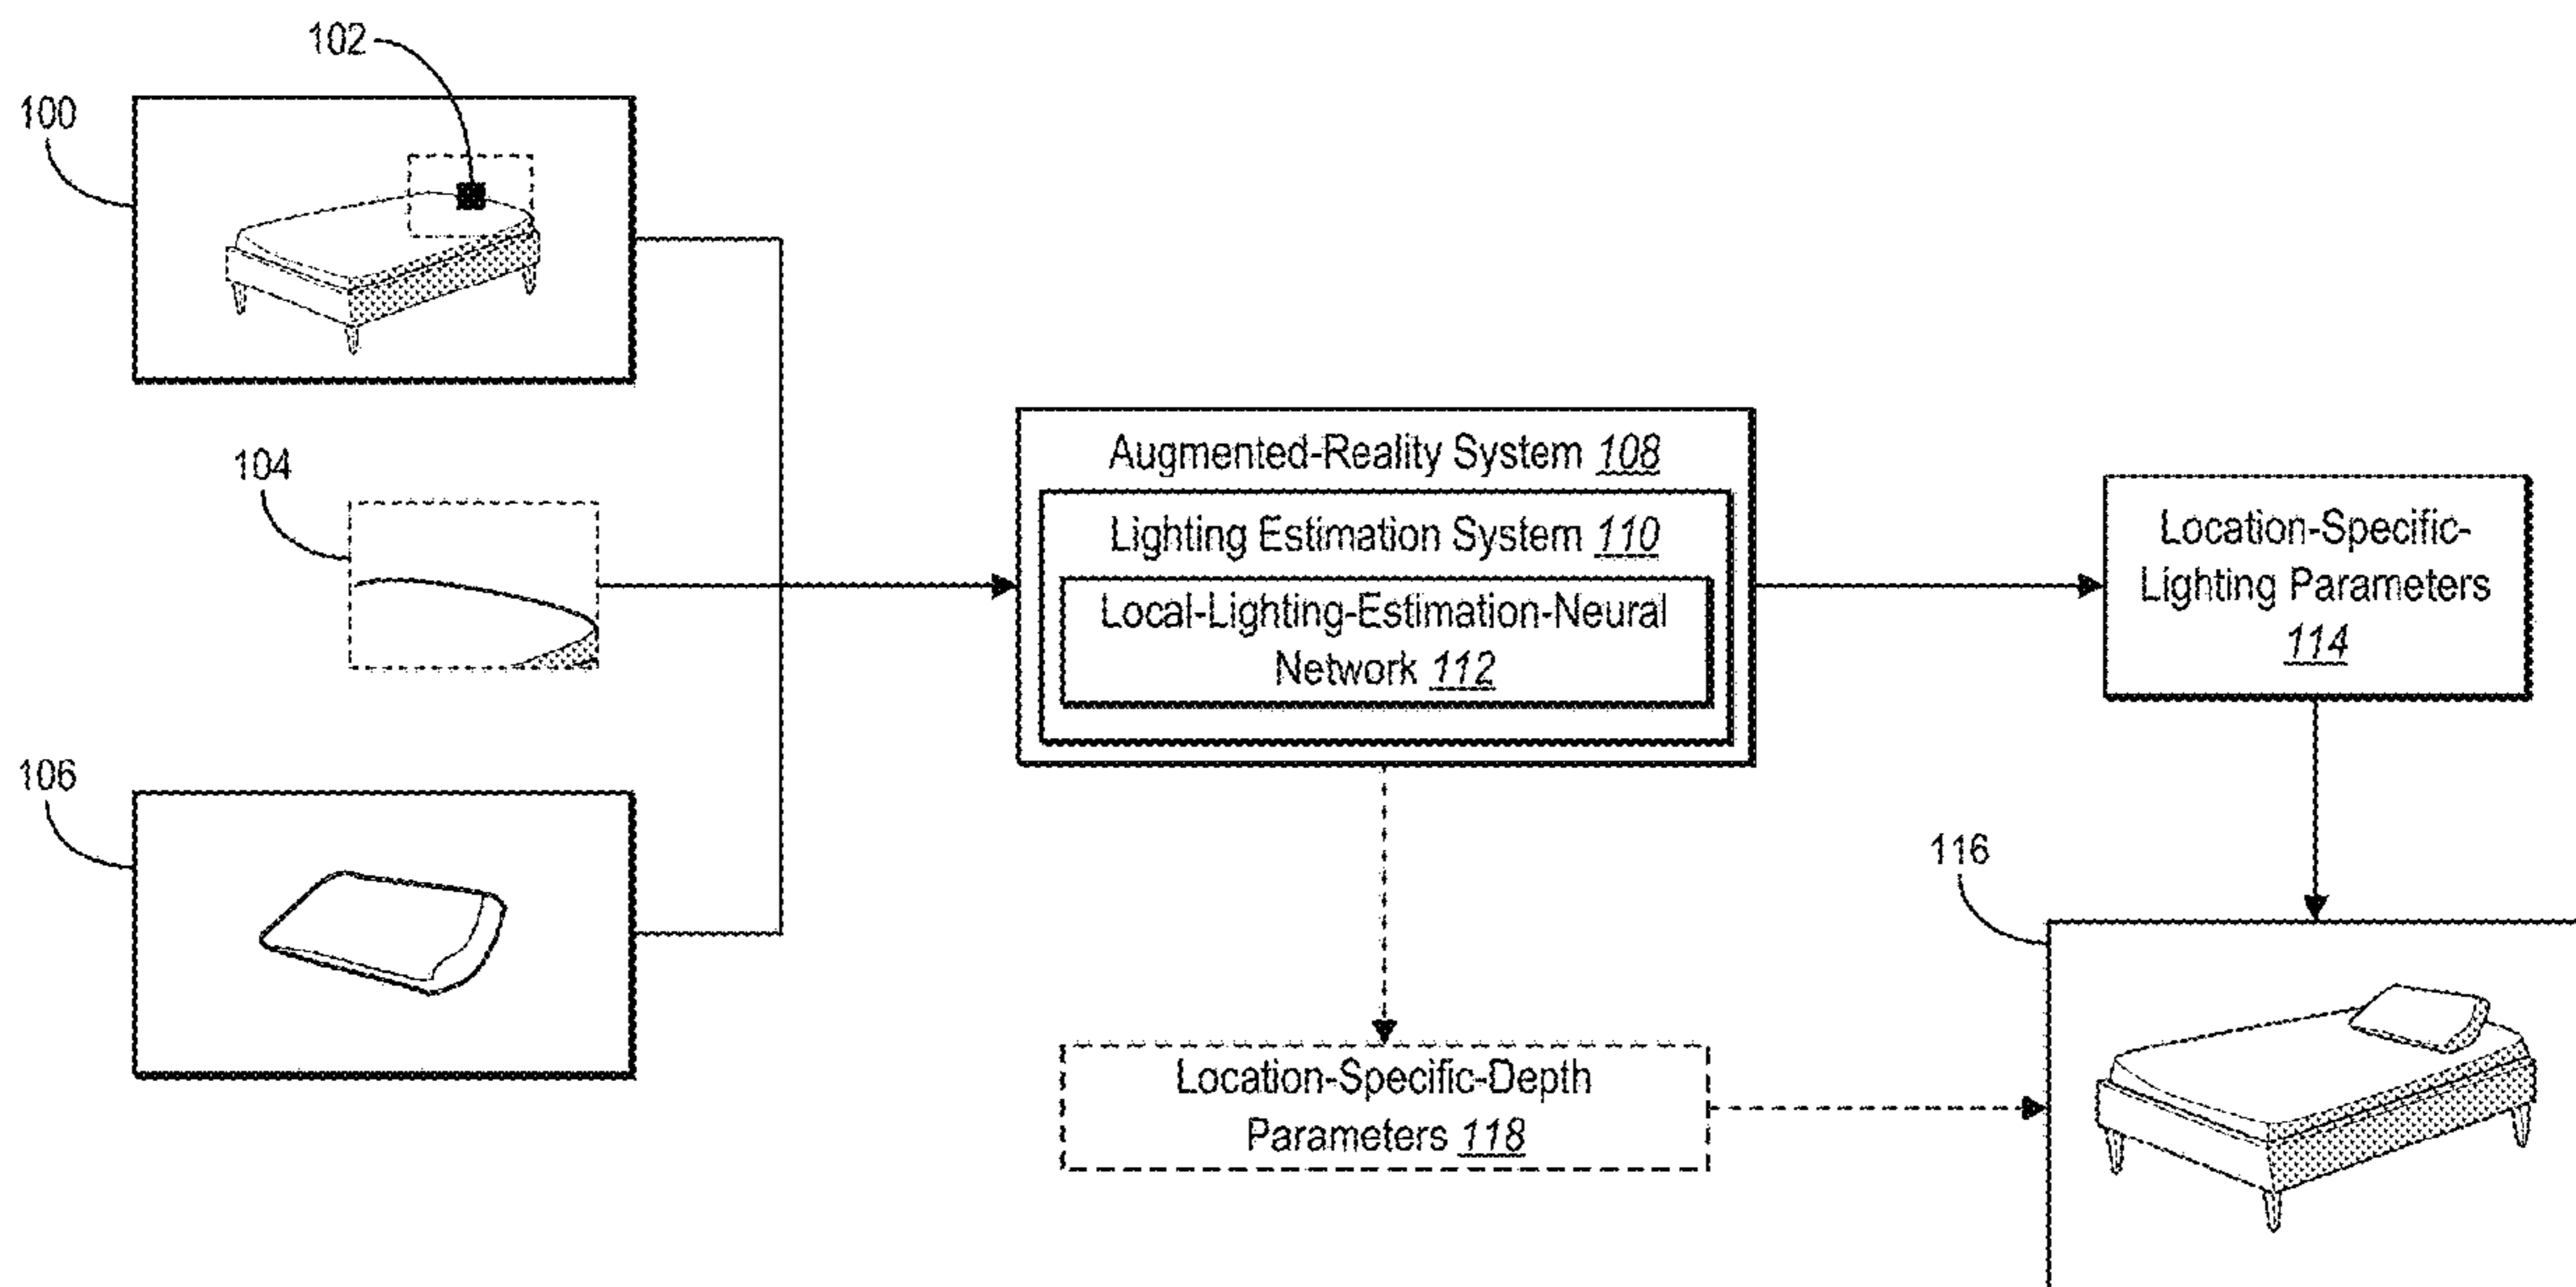 102
100
104
106
Augmented-Reality System 108
Lighting Estimation System 110
Local-Lighting-Estimation-Neural
Network 112
Location-Specific-
Lighting Parameters
114
116
Location-Specific-Depth
Parameters 118